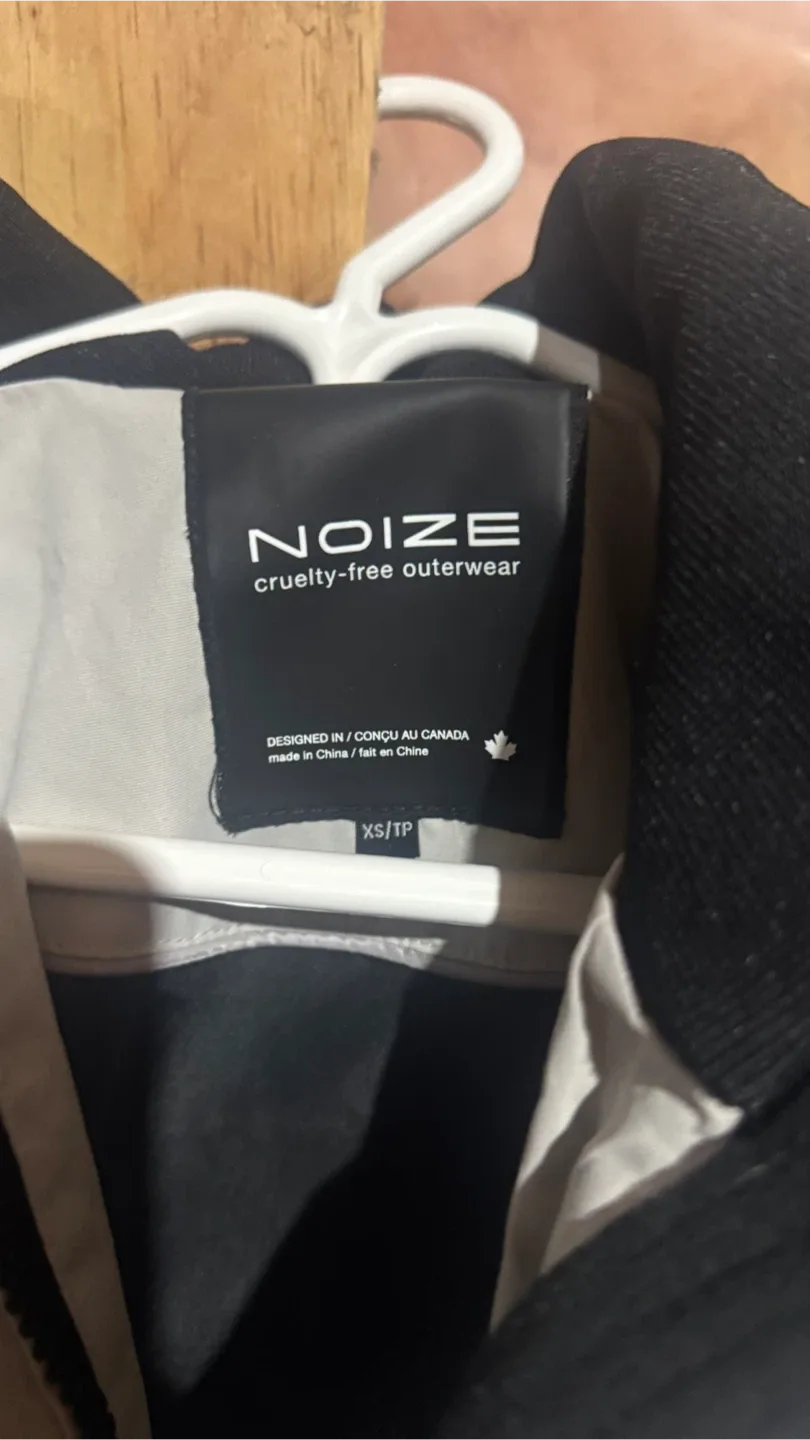 NOIZE
cruelty-free outerwear
DESIGNED IN / CONÇU AU CANADA
made in China / fait en Chine
XS/TP